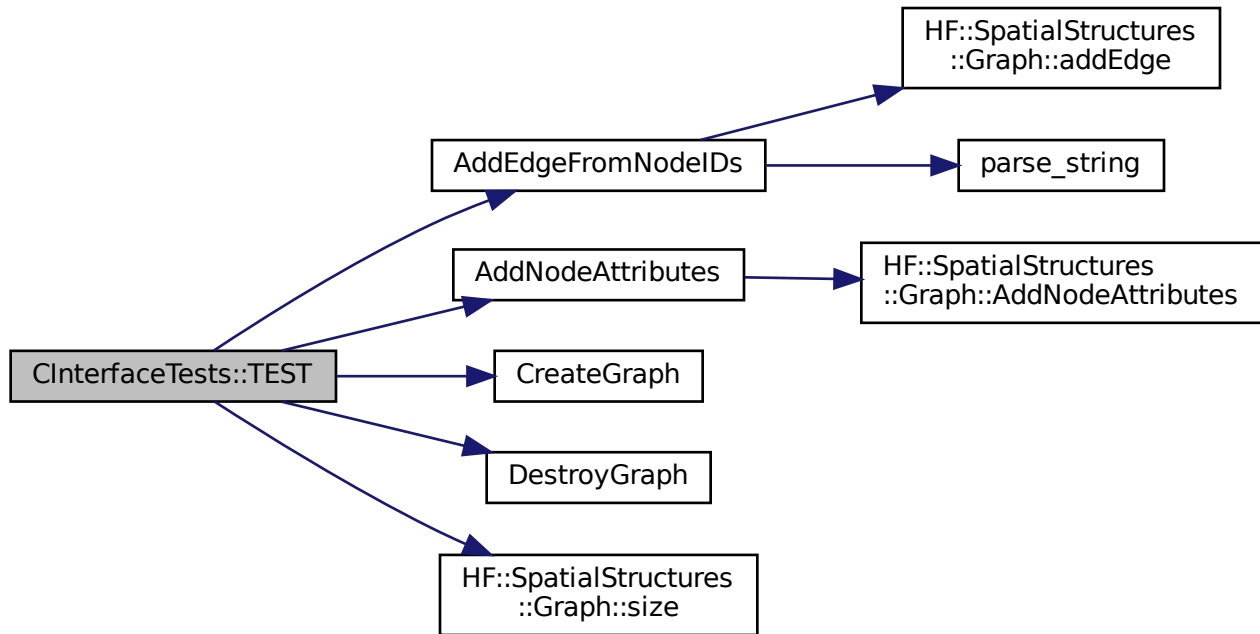 HF::SpatialStructures
::Graph::addEdge
AddEdgeFromNodeIDs
parse_string
AddNodeAttributes
HF::SpatialStructures
::Graph::AddNodeAttributes
CInterfaceTests::TEST
CreateGraph
DestroyGraph
HF::SpatialStructures
::Graph::size